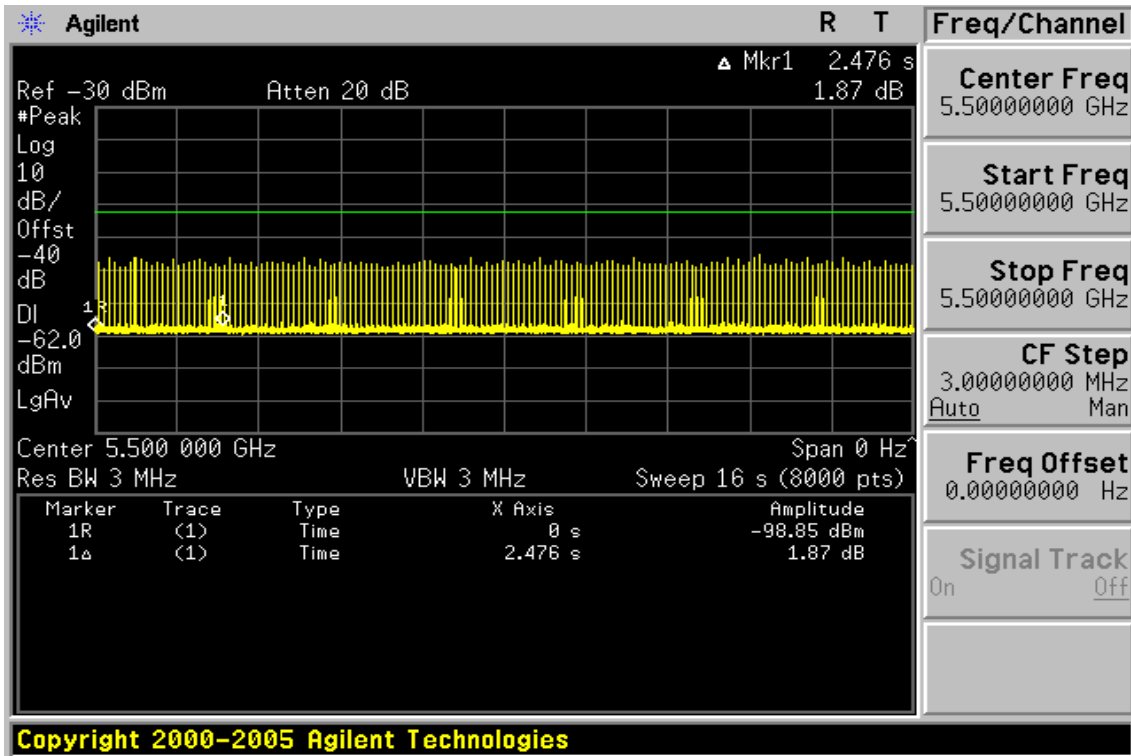 Agilent
R T
Freq/Channel
Δ Mkr1 2.476 s
Ref -30 dBm Atten 20 dB 1.87 dB
#Peak
Log
10
dB/
Offst
-40
dB
DI
-62.0
dBm
LgAv
1R
1
Center 5.500 000 GHz Span 0 Hz^
Res BW 3 MHz VBW 3 MHz Sweep 16 s (8000 pts)
Marker Trace Type X Axis Amplitude
1R (1) Time 0 s -98.85 dBm
1Δ (1) Time 2.476 s 1.87 dB
Center Freq
5.50000000 GHz
Start Freq
5.50000000 GHz
Stop Freq
5.50000000 GHz
CF Step
3.00000000 MHz
Auto Man
Freq Offset
0.00000000 Hz
Signal Track
On Off
Copyright 2000-2005 Agilent Technologies